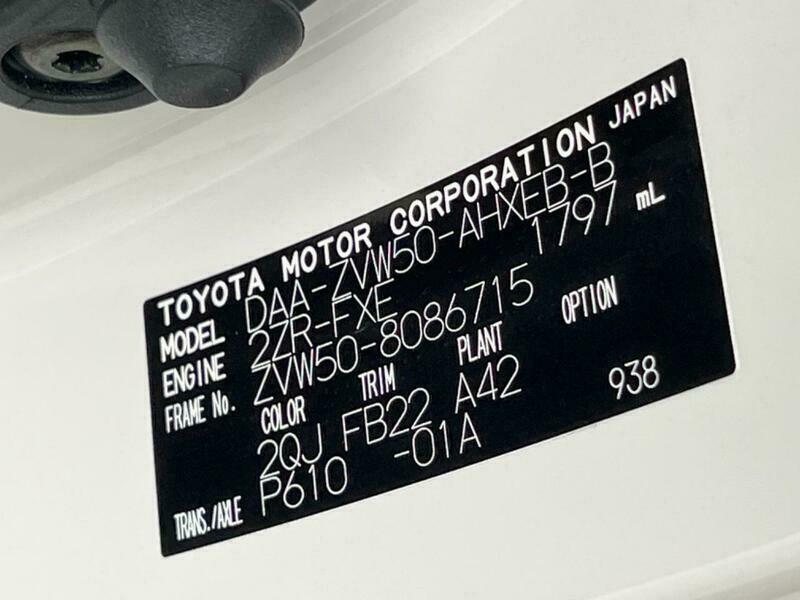 TOYOTA MOTOR CORPORATION JAPAN
MODEL DAA-ZVW50-AHXEB-B
ENGINE 2ZR-FXE 1797 mL
FRAME No. ZVW50-8086715
COLOR TRIM PLANT OPTION
2QJ FB22 A42 938
TRANS./AXLE P610 -01A